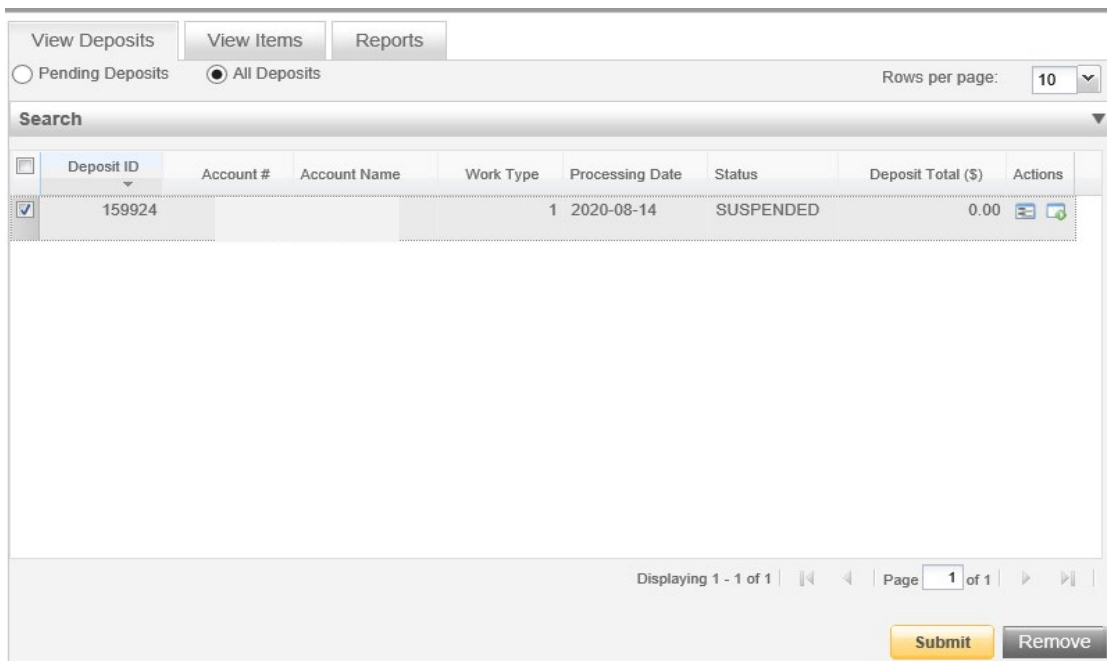 View Deposits View Items Reports
Pending Deposits All Deposits Rows per page: 10
Search
Deposit ID Account # Account Name Work Type Processing Date Status Deposit Total ($) Actions
159924 1 2020-08-14 SUSPENDED 0.00
Displaying 1 - 1 of 1 Page 1 of 1
Submit Remove